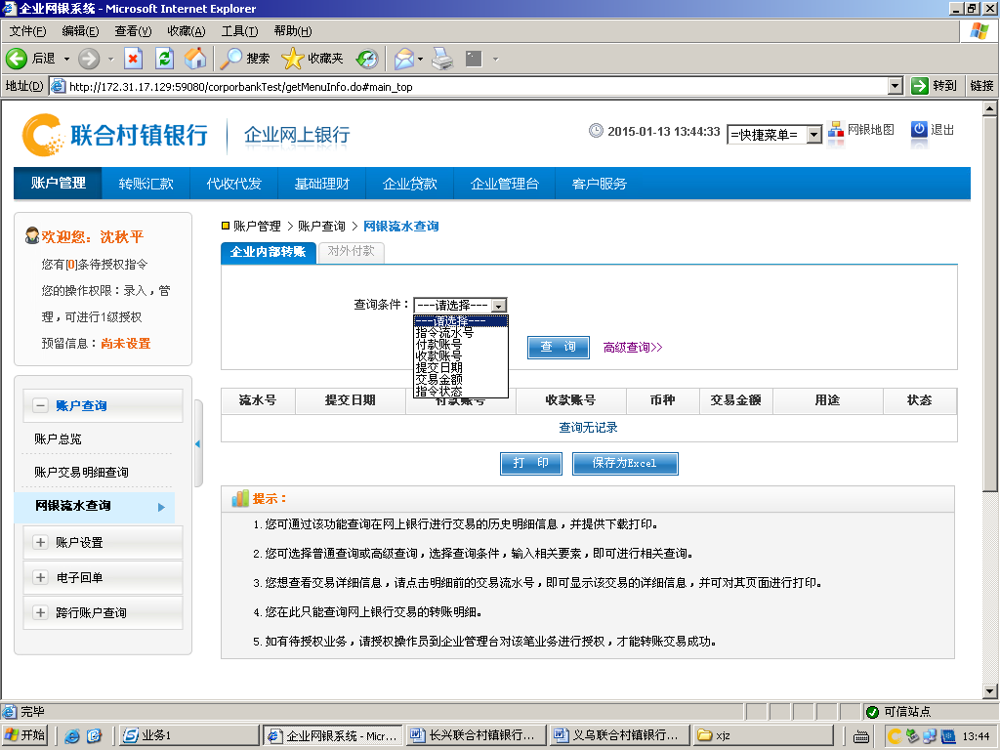 企业网银系统 - Microsoft Internet Explorer
文件(F) 编辑(E) 查看(V) 收藏(A) 工具(T) 帮助(H)
后退 搜索 收藏夹
地址(D) http://172.31.17.129:59080/corporbankTest/getMenuInfo.do#main_top 转到 链接
联合村镇银行 企业网上银行 2015-01-13 13:44:33 =快捷菜单= 网银地图 退出
账户管理 转账汇款 代收代发 基础理财 企业贷款 企业管理台 客户服务
欢迎您：沈秋平
您有[0]条待授权指令
您的操作权限：录入，管
理，可进行1级授权
预留信息：尚未设置
账户查询
账户总览
账户交易明细查询
网银流水查询
账户设置
电子回单
跨行账户查询
账户管理 > 账户查询 > 网银流水查询
企业内部转账 对外付款
查询条件：---请选择---
---请选择---
指令流水号
付款账号
收款账号
提交日期
交易金额
指令状态
查 询 高级查询>>
流水号 提交日期 付款账号 收款账号 币种 交易金额 用途 状态
查询无记录
打 印 保存为Excel
提示：
1. 您可通过该功能查询在网上银行进行交易的历史明细信息，并提供下载打印。
2. 您可选择普通查询或高级查询，选择查询条件，输入相关要素，即可进行相关查询。
3. 您想查看交易详细信息，请点击明细前的交易流水号，即可显示该交易的详细信息，并可对其页面进行打印。
4. 您在此只能查询网上银行交易的转账明细。
5. 如有待授权业务，请授权操作员到企业管理台对该笔业务进行授权，才能转账交易成功。
完毕 可信站点
开始 业务1 企业网银系统 - Micr... 长兴联合村镇银行... 义乌联合村镇银行... xjz 13:44